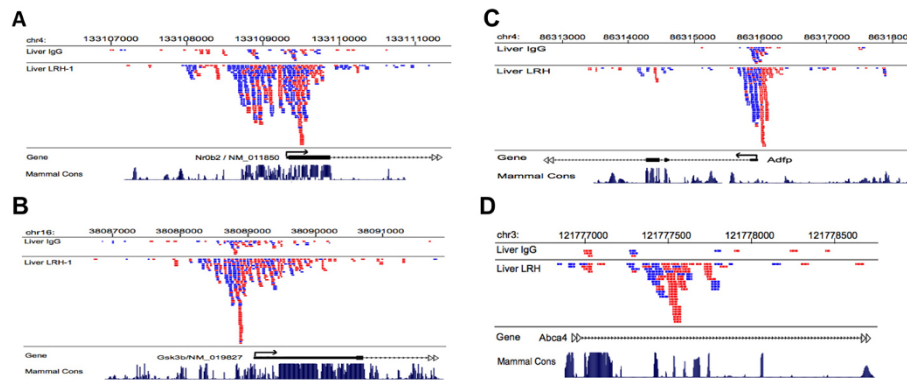 A
chr4: 133107000 133108000 133109000 133110000 133111000
Liver IgG
Liver LRH-1
Nr0b2 / NM_011850
Gene
Mammal Cons
B
chr16: 38087000 38088000 38089000 38090000 38091000
Liver IgG
Liver LRH-1
Gene
Gsk3b/NM_019827
Mammal Cons
C
chr4: 86313000 86314000 86315000 86316000 86317000 86318000
Liver IgG
Liver LRH
Gene
Adfp
Mammal Cons
D
chr3: 121777000 121777500 121778000 121778500
Liver IgG
Liver LRH
Gene Abca4
Mammal Cons